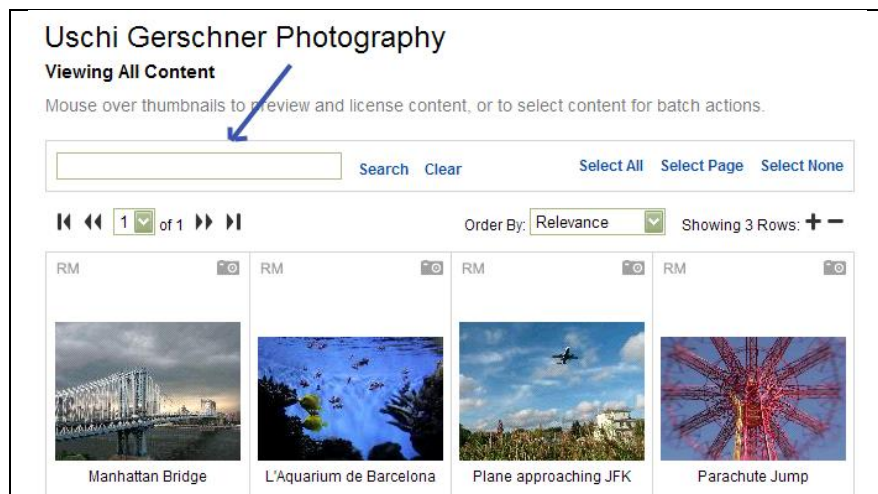 Uschi Gerschner Photography
Viewing All Content
Mouse over thumbnails to preview and license content, or to select content for batch actions.
Search Clear Select All Select Page Select None
1 of 1 Order By: Relevance Showing 3 Rows:
RM RM RM RM
Manhattan Bridge L'Aquarium de Barcelona Plane approaching JFK Parachute Jump